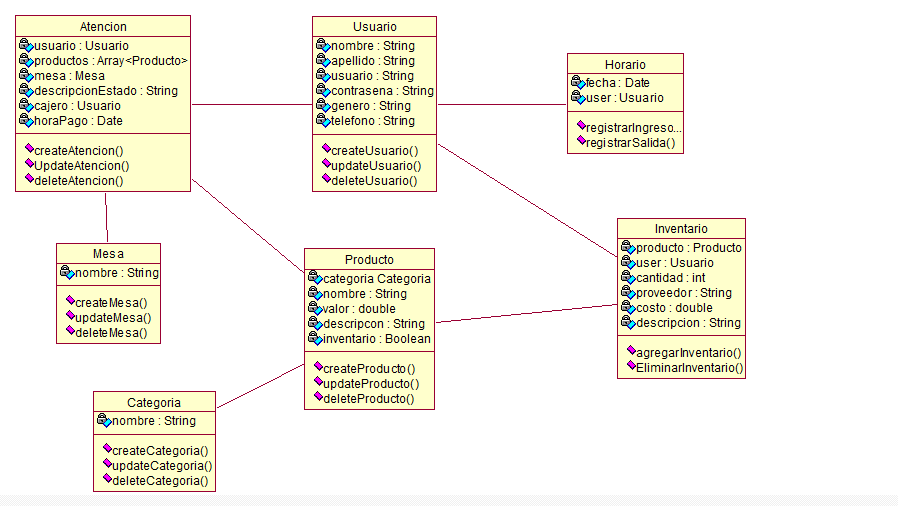 Atencion
usuario : Usuario
productos : Array<Producto>
mesa : Mesa
descripcionEstado : String
cajero : Usuario
horaPago : Date
createAtencion()
UpdateAtencion()
deleteAtencion()
Usuario
nombre : String
apellido : String
usuario : String
contrasena : String
genero : String
telefono : String
createUsuario()
updateUsuario()
deleteUsuario()
Horario
fecha : Date
user : Usuario
registrarIngreso...
registrarSalida()
Mesa
nombre : String
createMesa()
updateMesa()
deleteMesa()
Producto
categoria Categoria
nombre : String
valor : double
descripcon : String
inventario : Boolean
createProducto()
updateProducto()
deleteProducto()
Inventario
producto : Producto
user : Usuario
cantidad : int
proveedor : String
costo : double
descripcion : String
agregarInventario()
EliminarInventario()
Categoria
nombre : String
createCategoria()
updateCategoria()
deleteCategoria()